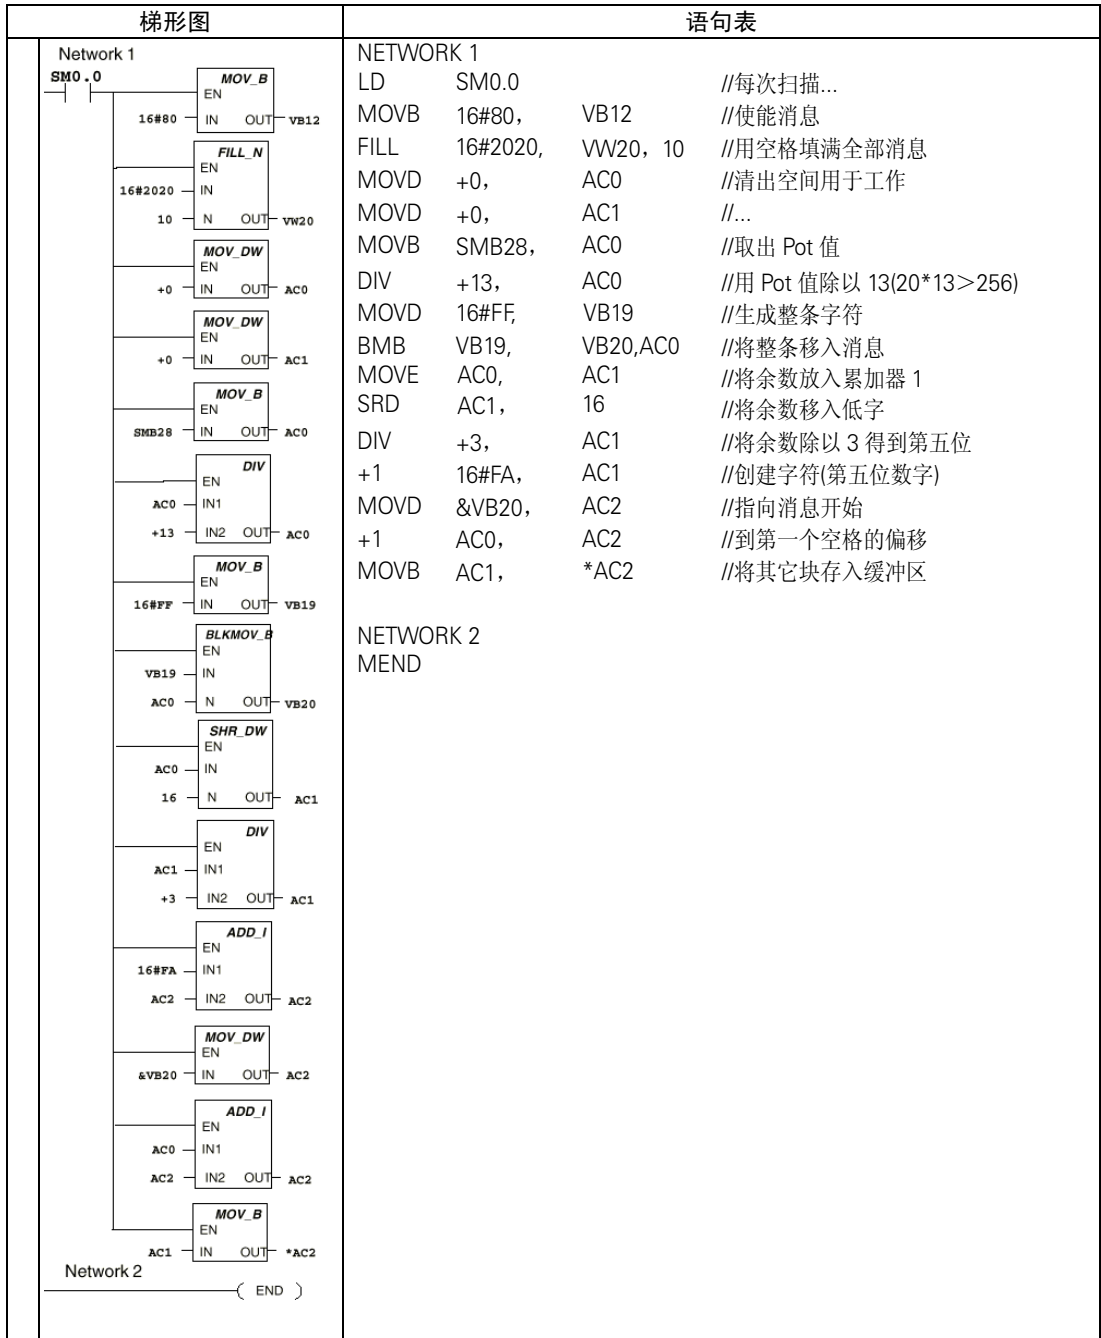 梯形图
语句表
Network 1
SM0.0
MOV_B
EN
16#80 IN OUT VB12
FILL_N
EN
16#2020 IN
10 N OUT VW20
MOV_DW
EN
+0 IN OUT AC0
MOV_DW
EN
+0 IN OUT AC1
MOV_B
EN
SMB28 IN OUT AC0
DIV
EN
AC0 IN1
+13 IN2 OUT AC0
MOV_B
EN
16#FF IN OUT VB19
BLKMOV_B
EN
VB19 IN
AC0 N OUT VB20
SHR_DW
EN
AC0 IN
16 N OUT AC1
DIV
EN
AC1 IN1
+3 IN2 OUT AC1
ADD_I
EN
16#FA IN1
AC2 IN2 OUT AC2
MOV_DW
EN
&VB20 IN OUT AC2
ADD_I
EN
AC0 IN1
AC2 IN2 OUT AC2
MOV_B
EN
AC1 IN OUT *AC2
Network 2
( END )
NETWORK 1
LD SM0.0 //每次扫描...
MOVB 16#80， VB12 //使能消息
FILL 16#2020, VW20，10 //用空格填满全部消息
MOVD +0， AC0 //清出空间用于工作
MOVD +0， AC1 //...
MOVB SMB28， AC0 //取出 Pot 值
DIV +13， AC0 //用 Pot 值除以 13(20*13＞256)
MOVD 16#FF, VB19 //生成整条字符
BMB VB19, VB20,AC0 //将整条移入消息
MOVE AC0, AC1 //将余数放入累加器 1
SRD AC1， 16 //将余数移入低字
DIV +3， AC1 //将余数除以 3 得到第五位
+1 16#FA， AC1 //创建字符(第五位数字)
MOVD &VB20， AC2 //指向消息开始
+1 AC0， AC2 //到第一个空格的偏移
MOVB AC1， *AC2 //将其它块存入缓冲区
NETWORK 2
MEND